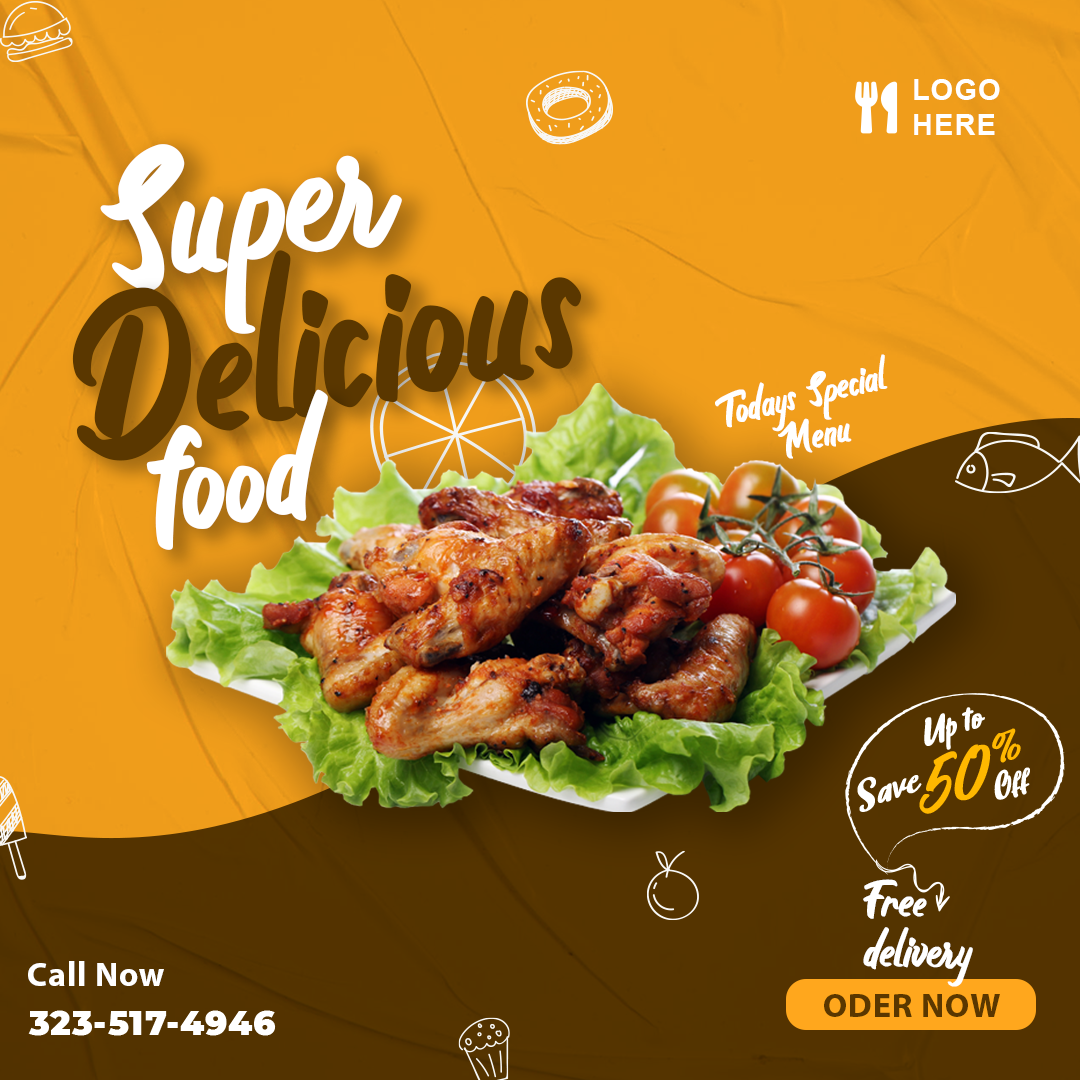 LOGO
HERE
Super
Delicious
food
Todays Special
Menu
Up to
Save 50% Off
Free
delivery
ODER NOW
Call Now
323-517-4946